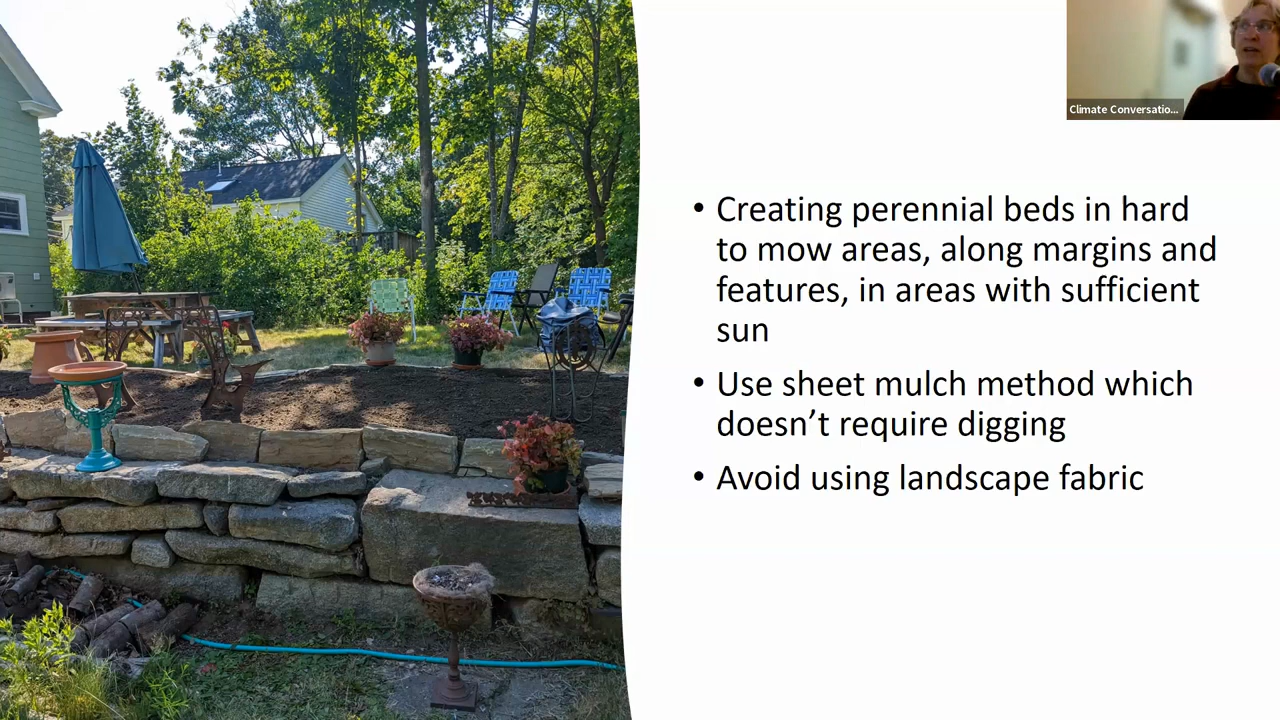 Climate Conversatio...
• Creating perennial beds in hard
to mow areas, along margins and
features, in areas with sufficient
sun
• Use sheet mulch method which
doesn’t require digging
• Avoid using landscape fabric